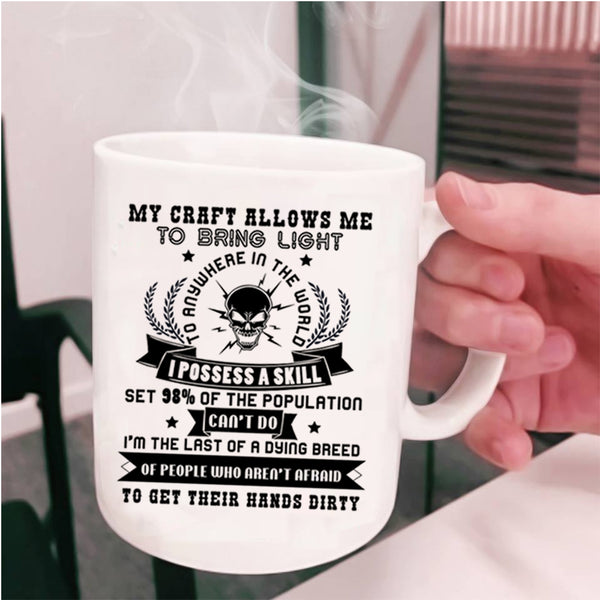 MY CRAFT ALLOWS ME
TO BRING LIGHT
TO ANYWHERE IN THE WORLD
I POSSESS A SKILL
SET 98% OF THE POPULATION
CAN'T DO
I'M THE LAST OF A DYING BREED
OF PEOPLE WHO AREN'T AFRAID
TO GET THEIR HANDS DIRTY